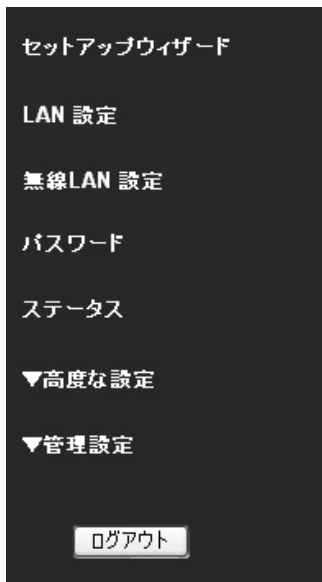 セットアップウィザード
LAN 設定
無線LAN 設定
パスワード
ステータス
▼高度な設定
▼管理設定
ログアウト